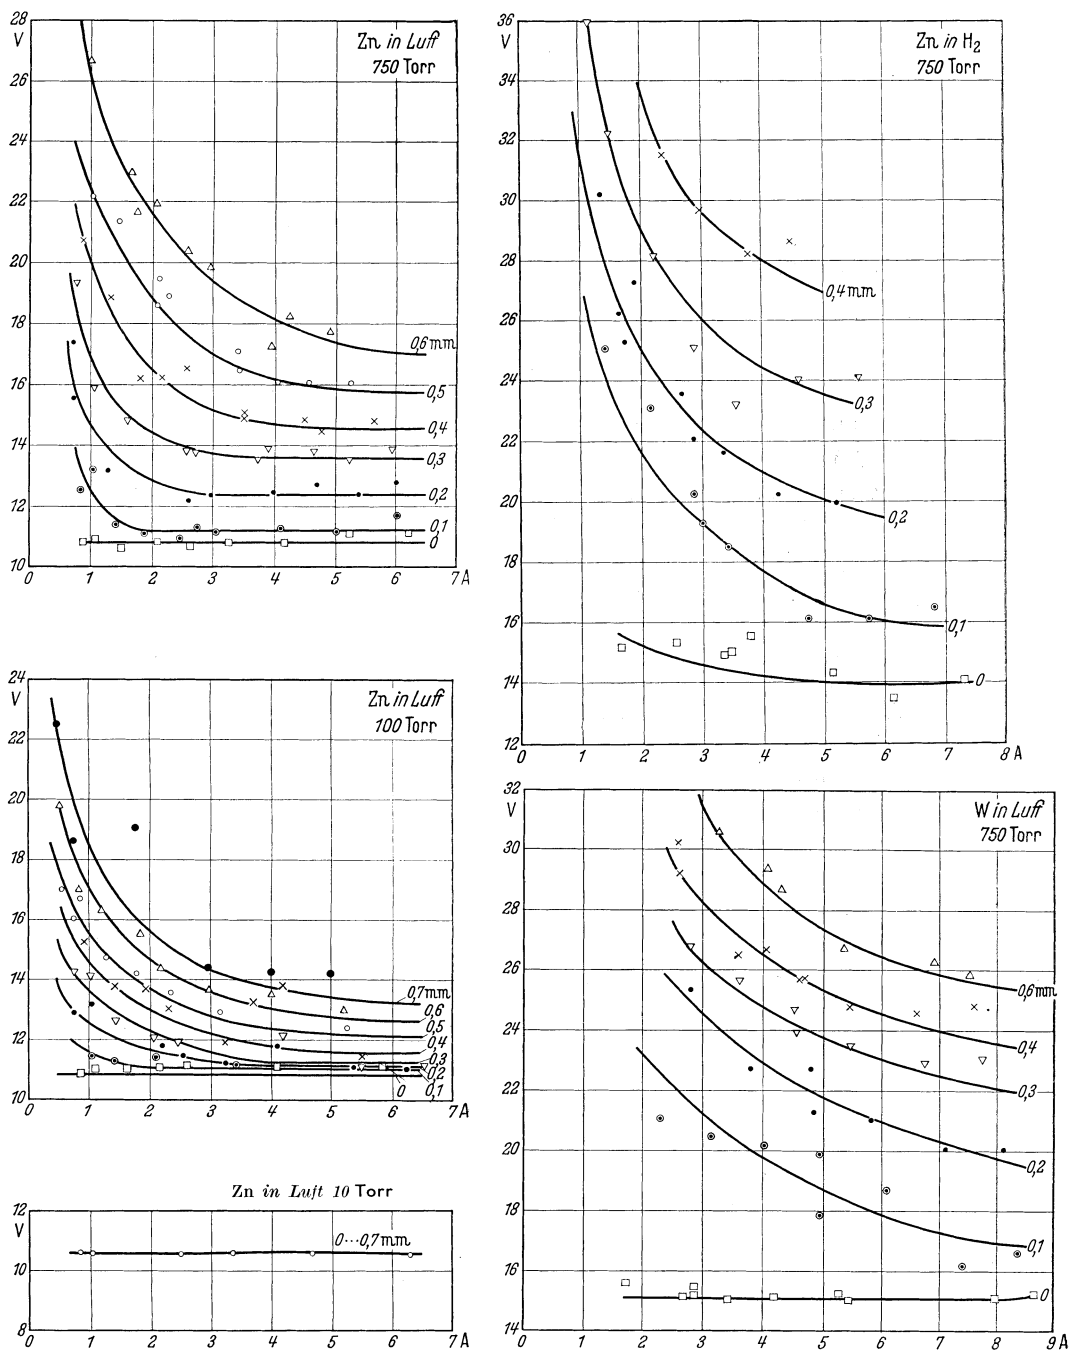 28
V
26
24
22
20
18
16
14
12
10
0 1 2 3 4 5 6 7 A
Zn in Luft
750 Torr
0,6 mm
0,5
0,4
0,3
0,2
0,1
0
36
V
34
32
30
28
26
24
22
20
18
16
14
12
0 1 2 3 4 5 6 7 8 A
Zn in H2
750 Torr
0,4 mm
0,3
0,2
0,1
0
24
V
22
20
18
16
14
12
10
0 1 2 3 4 5 6 7 A
Zn in Luft
100 Torr
0,7 mm
0,6
0,5
0,4
0,3
0,2
0 0,1
32
V
30
28
26
24
22
20
18
16
14
0 1 2 3 4 5 6 7 8 9 A
W in Luft
750 Torr
0,6 mm
0,4
0,3
0,2
0,1
0
Zn in Luft 10 Torr
12
V
10
8
0 1 2 3 4 5 6 7 A
0...0,7 mm